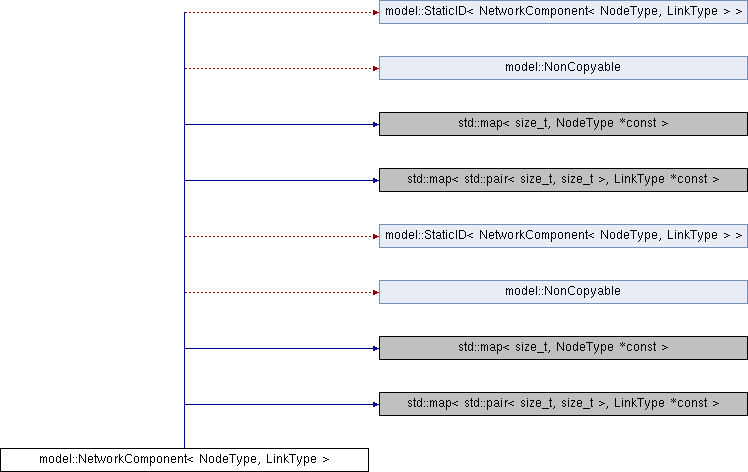 model::StaticID< NetworkComponent< NodeType, LinkType > >
model::NonCopyable
std::map< size_t, NodeType *const >
std::map< std::pair< size_t, size_t >, LinkType *const >
model::StaticID< NetworkComponent< NodeType, LinkType > >
model::NonCopyable
std::map< size_t, NodeType *const >
std::map< std::pair< size_t, size_t >, LinkType *const >
model::NetworkComponent< NodeType, LinkType >